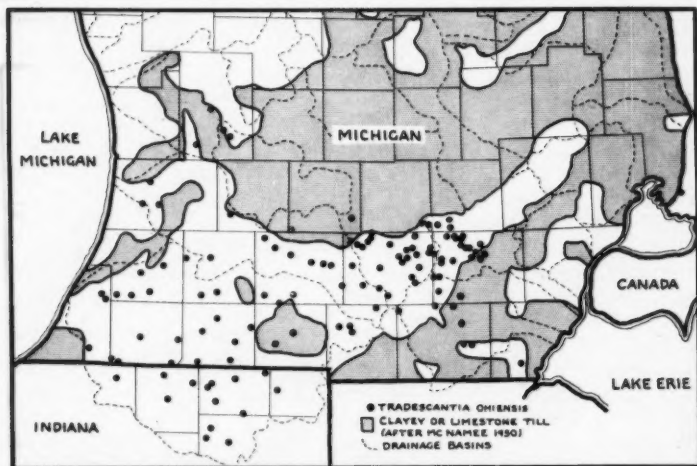 LAKE
MICHIGAN
MICHIGAN
CANADA
LAKE ERIE
INDIANA
TRADESCANTIA OHIENSIS
CLAYEY OR LIMESTONE TILL
(AFTER MC NAMEE 1930)
DRAINAGE BASINS